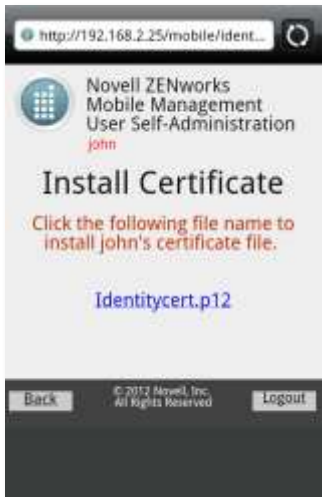 http://192.168.2.25/mobile/ident...
Novell ZENworks
Mobile Management
User Self-Administration
john
Install Certificate
Click the following file name to
install john's certificate file.
Identitycert.p12
Back
© 2012 Novell, Inc.
All Rights Reserved
Logout